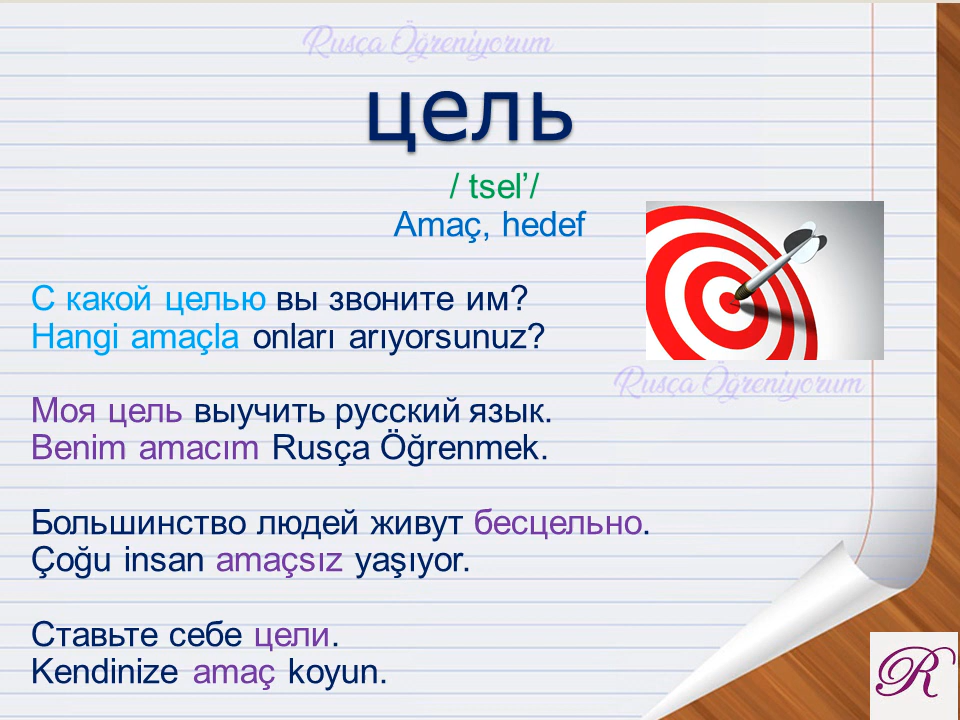 Rusça Öğreniyorum
цель
/ tsel’/
Amaç, hedef
С какой целью вы звоните им?
Hangi amaçla onları arıyorsunuz?
Rusça Öğreniyorum
Моя цель выучить русский язык.
Benim amacım Rusça Öğrenmek.
Большинство людей живут бесцельно.
Çoğu insan amaçsız yaşıyor.
Ставьте себе цели.
Kendinize amaç koyun.
R